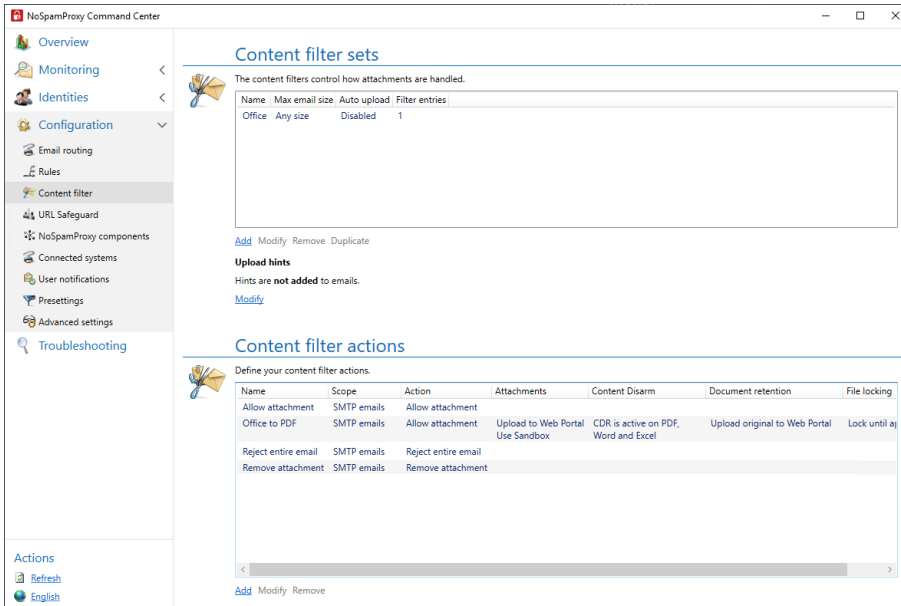 NoSpamProxy Command Center
Overview
Monitoring
Identities
Configuration
Email routing
Rules
Content filter
URL Safeguard
NoSpamProxy components
Connected systems
User notifications
Presettings
Advanced settings
Troubleshooting
Actions
Refresh
English
Content filter sets
The content filters control how attachments are handled.
Name Max email size Auto upload Filter entries
Office Any size Disabled 1
Add Modify Remove Duplicate
Upload hints
Hints are not added to emails.
Modify
Content filter actions
Define your content filter actions.
Name Scope Action Attachments Content Disarm Document retention File locking
Allow attachment SMTP emails Allow attachment
Office to PDF SMTP emails Allow attachment Upload to Web Portal CDR is active on PDF, Upload original to Web Portal Lock until
Use Sandbox Word and Excel
Reject entire email SMTP emails Reject entire email
Remove attachment SMTP emails Remove attachment
Add Modify Remove